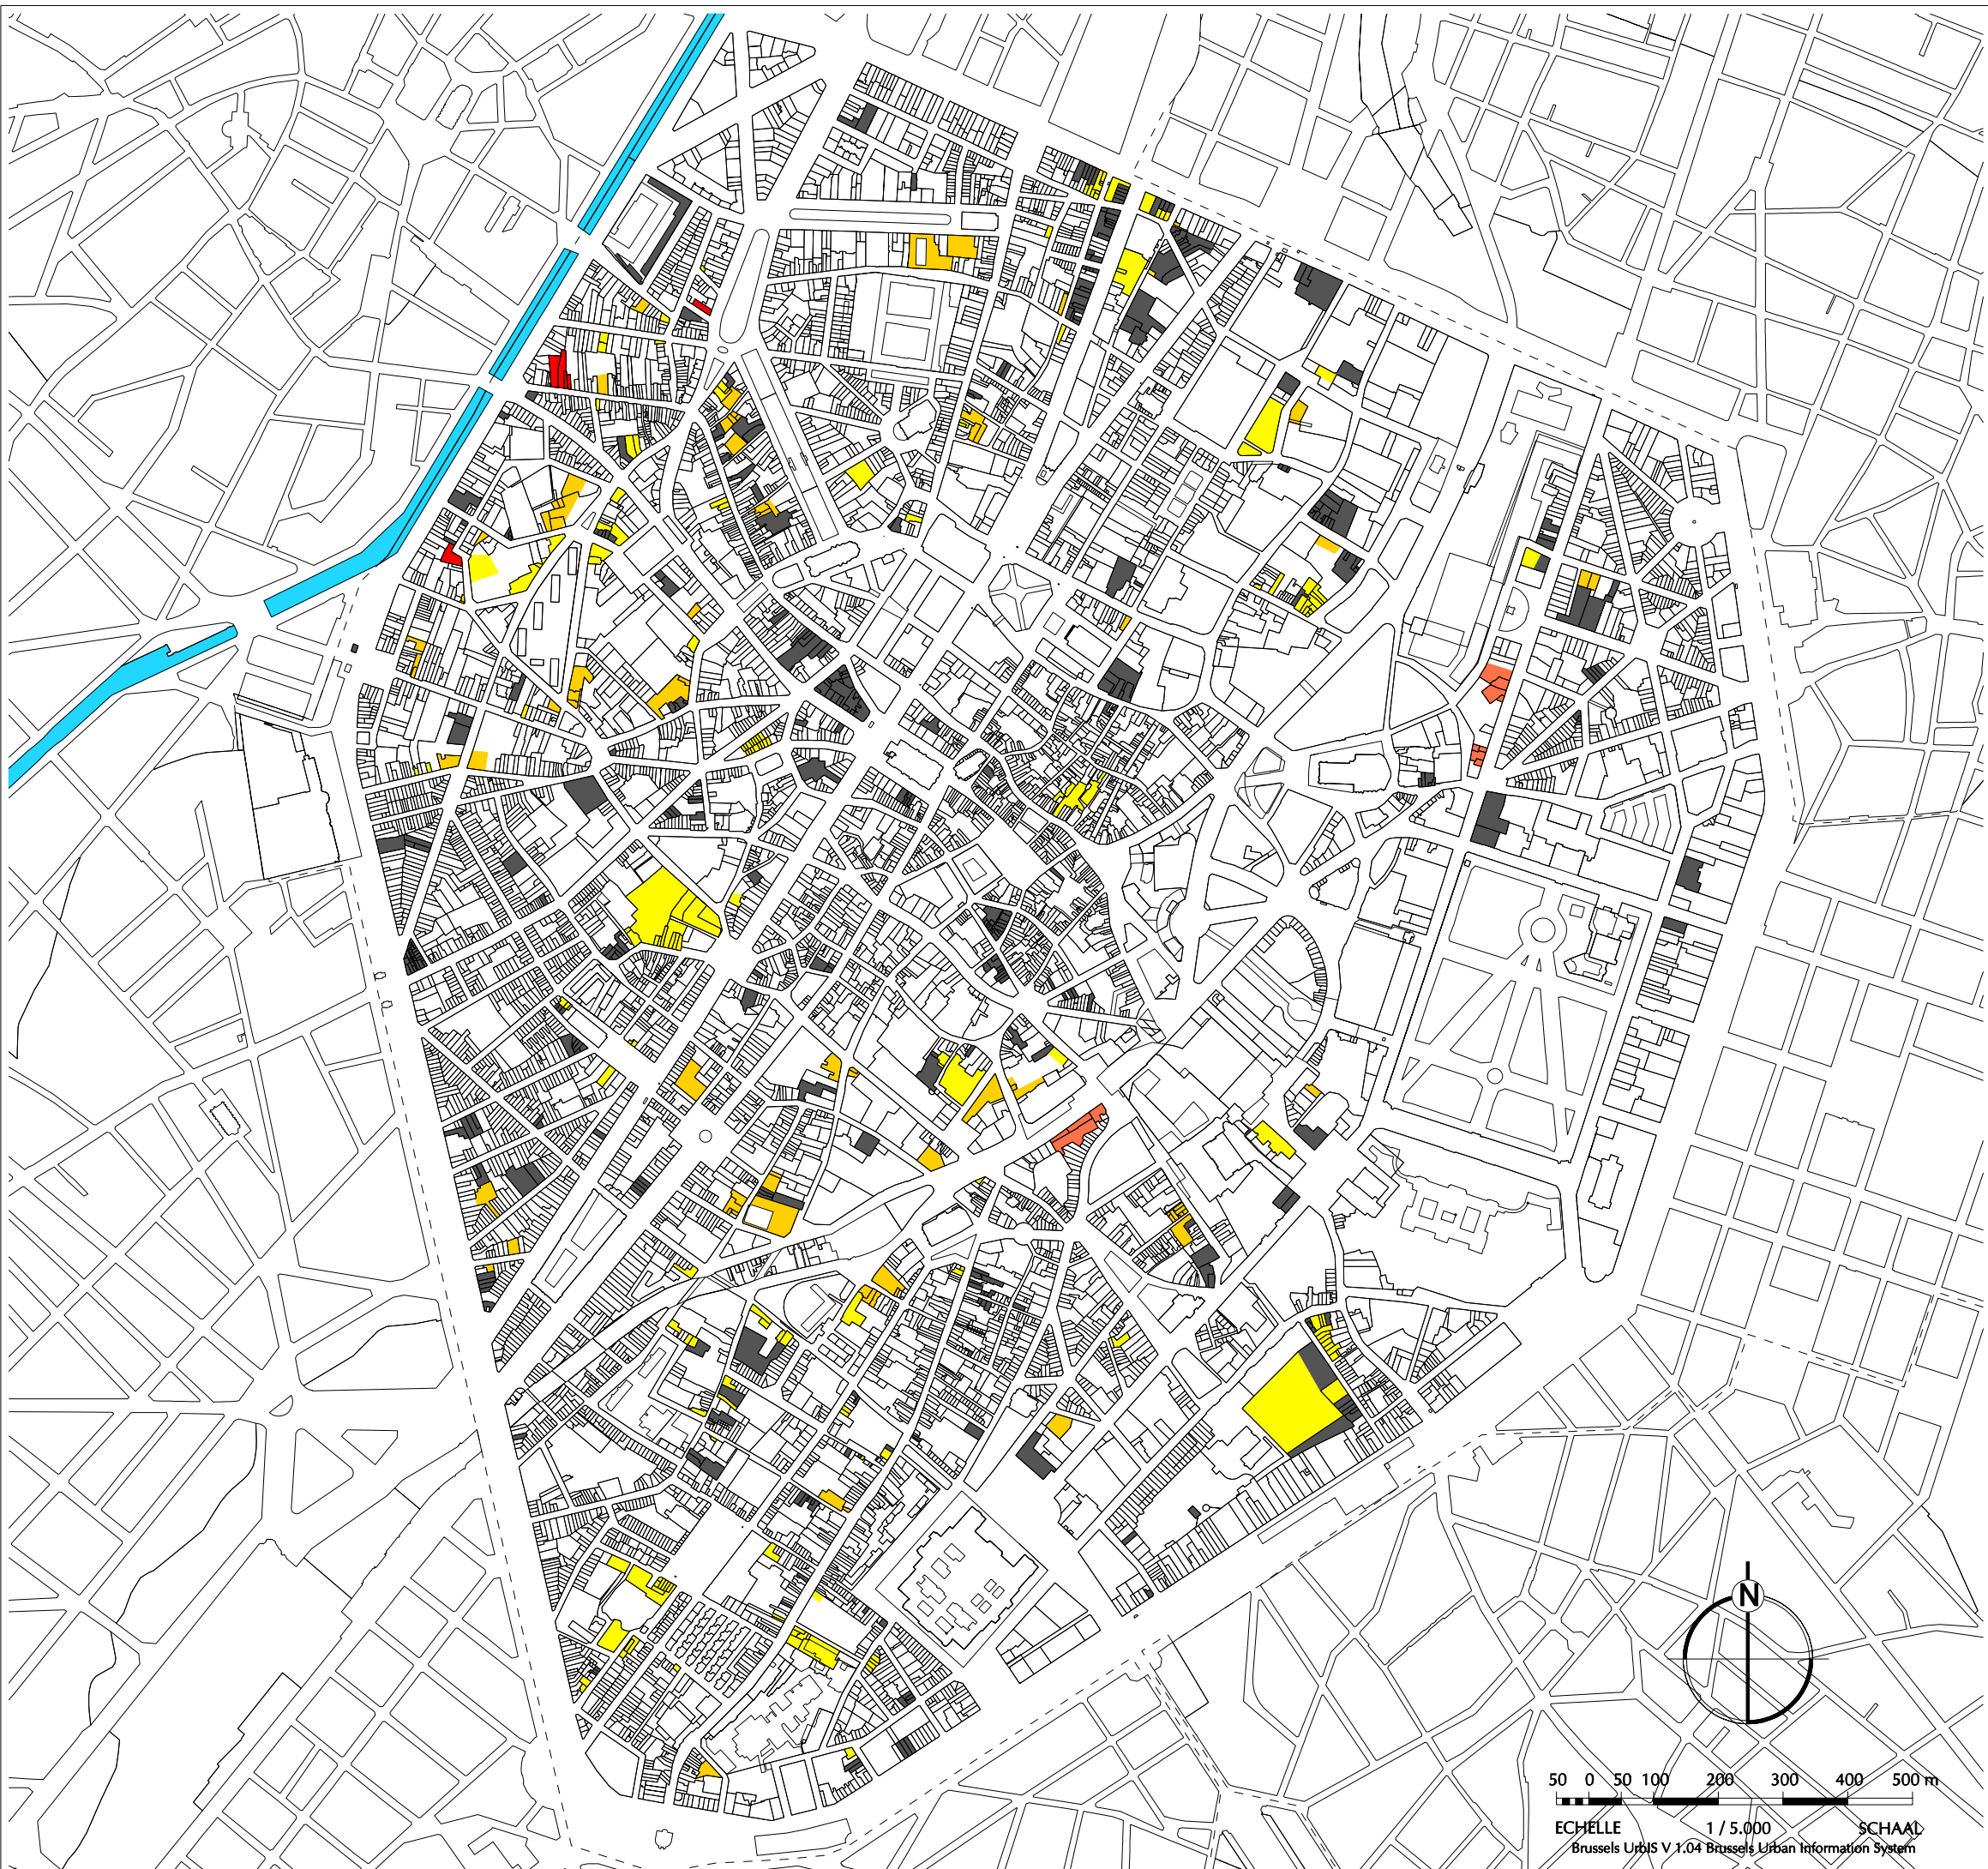 N
50 0 50 100 200 300 400 500 m
ECHELLE 1 / 5.000 SCHAAL
Brussels UrbIS V 1.04 Brussels Urban Information System